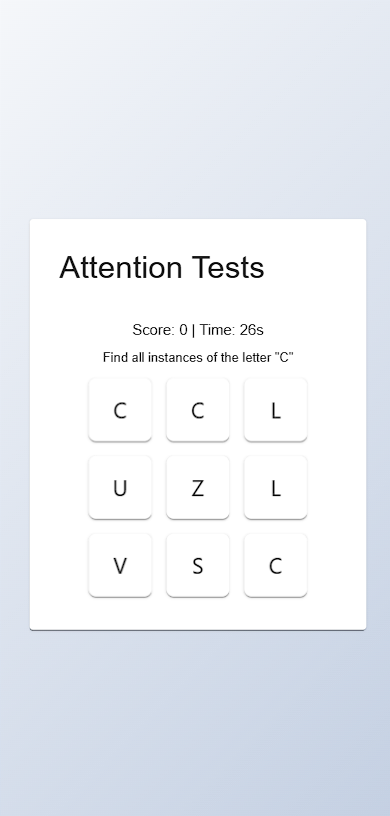 Attention Tests
Score: 0 | Time: 26s
Find all instances of the letter "C"
C C L
U Z L
V S C